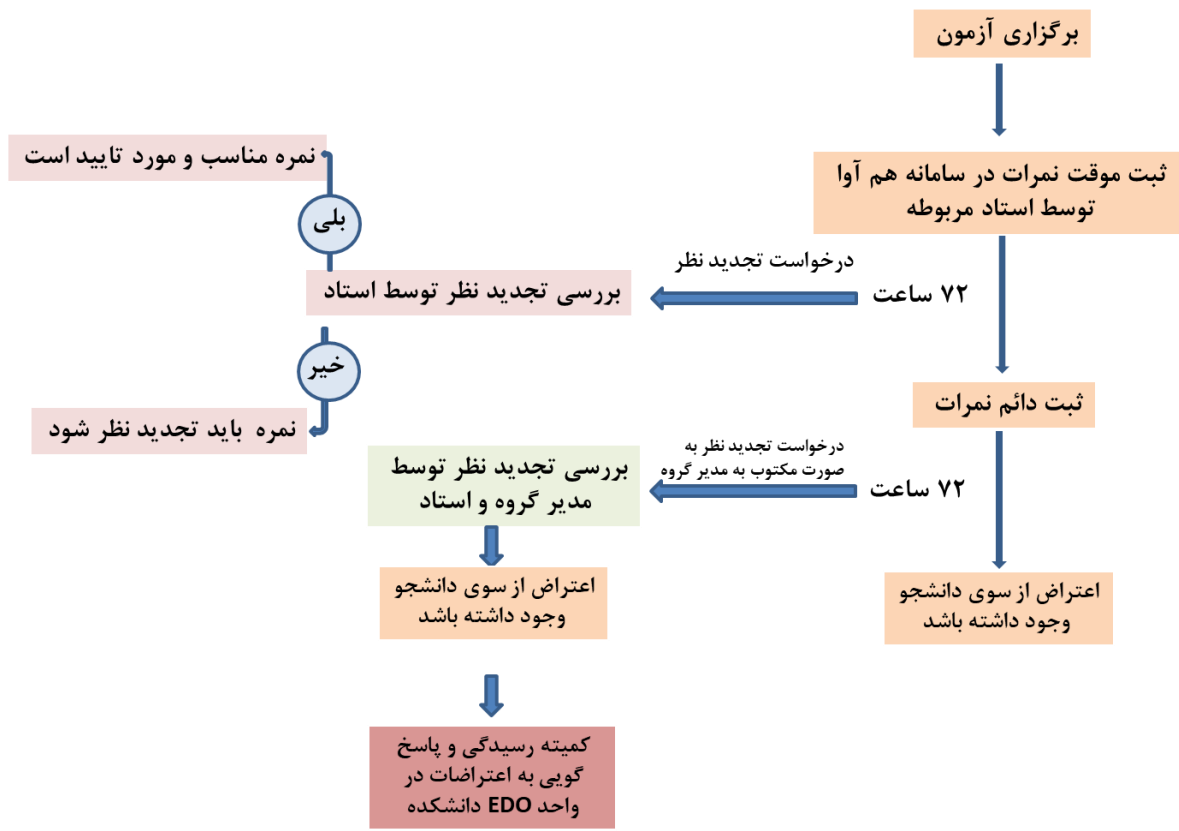 برگزاری آزمون
ثبت موقت نمرات در سامانه هم آوا
توسط استاد مربوطه
درخواست تجدید نظر
۷۲ ساعت
بررسی تجدید نظر توسط استاد
بلی
نمره مناسب و مورد تایید است
خیر
نمره باید تجدید نظر شود
ثبت دائم نمرات
درخواست تجدید نظر به
صورت مکتوب به مدیر گروه
۷۲ ساعت
بررسی تجدید نظر توسط
مدیر گروه و استاد
اعتراض از سوی دانشجو
وجود داشته باشد
اعتراض از سوی دانشجو
وجود داشته باشد
کمیته رسیدگی و پاسخ
گویی به اعتراضات در
واحد EDO دانشکده